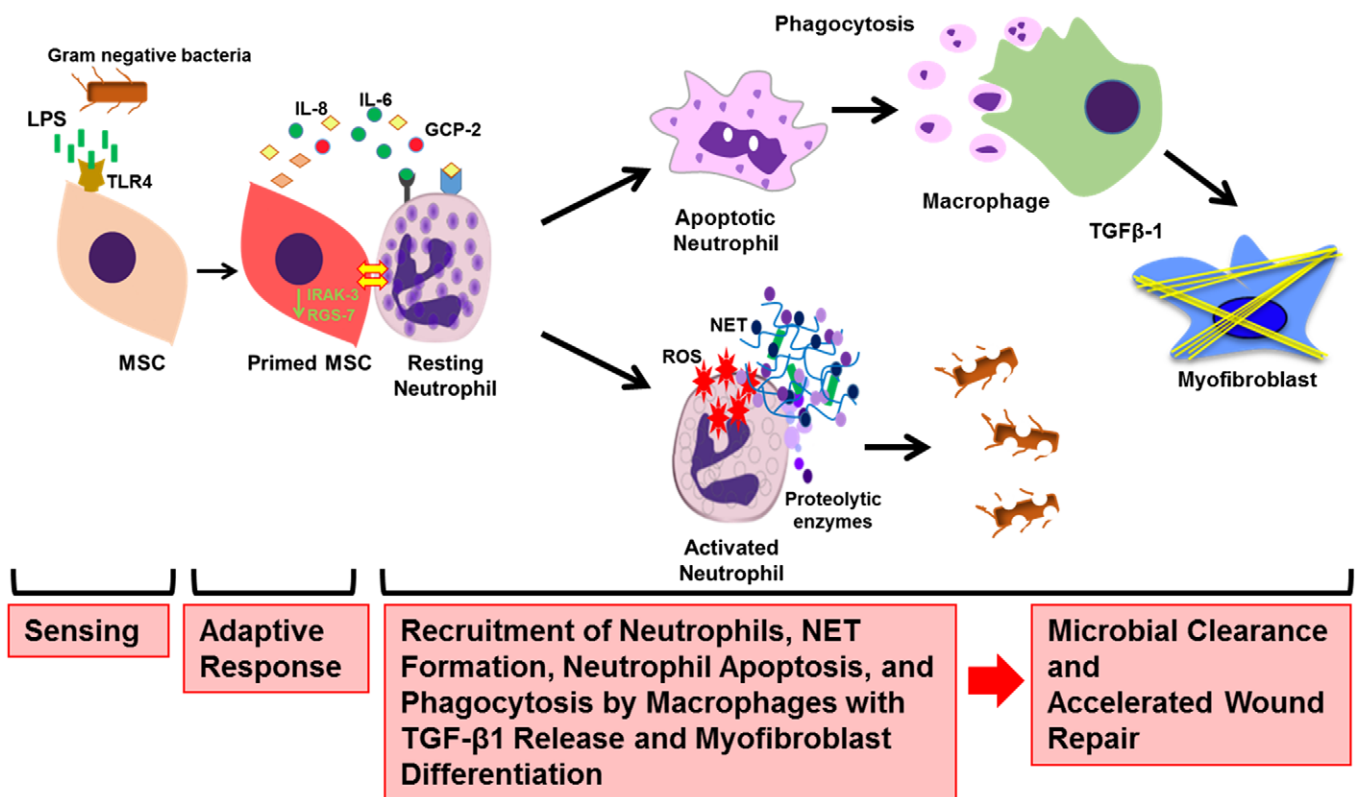 Gram negative bacteria
LPS
TLR4
MSC
IL-8
IL-6
GCP-2
IRAK-3
RGS-7
Primed MSC
Resting
Neutrophil
Apoptotic
Neutrophil
Phagocytosis
Macrophage
TGFβ-1
Myofibroblast
NET
ROS
Proteolytic
enzymes
Activated
Neutrophil
Sensing
Adaptive
Response
Recruitment of Neutrophils, NET
Formation, Neutrophil Apoptosis, and
Phagocytosis by Macrophages with
TGF-β1 Release and Myofibroblast
Differentiation
Microbial Clearance
and
Accelerated Wound
Repair